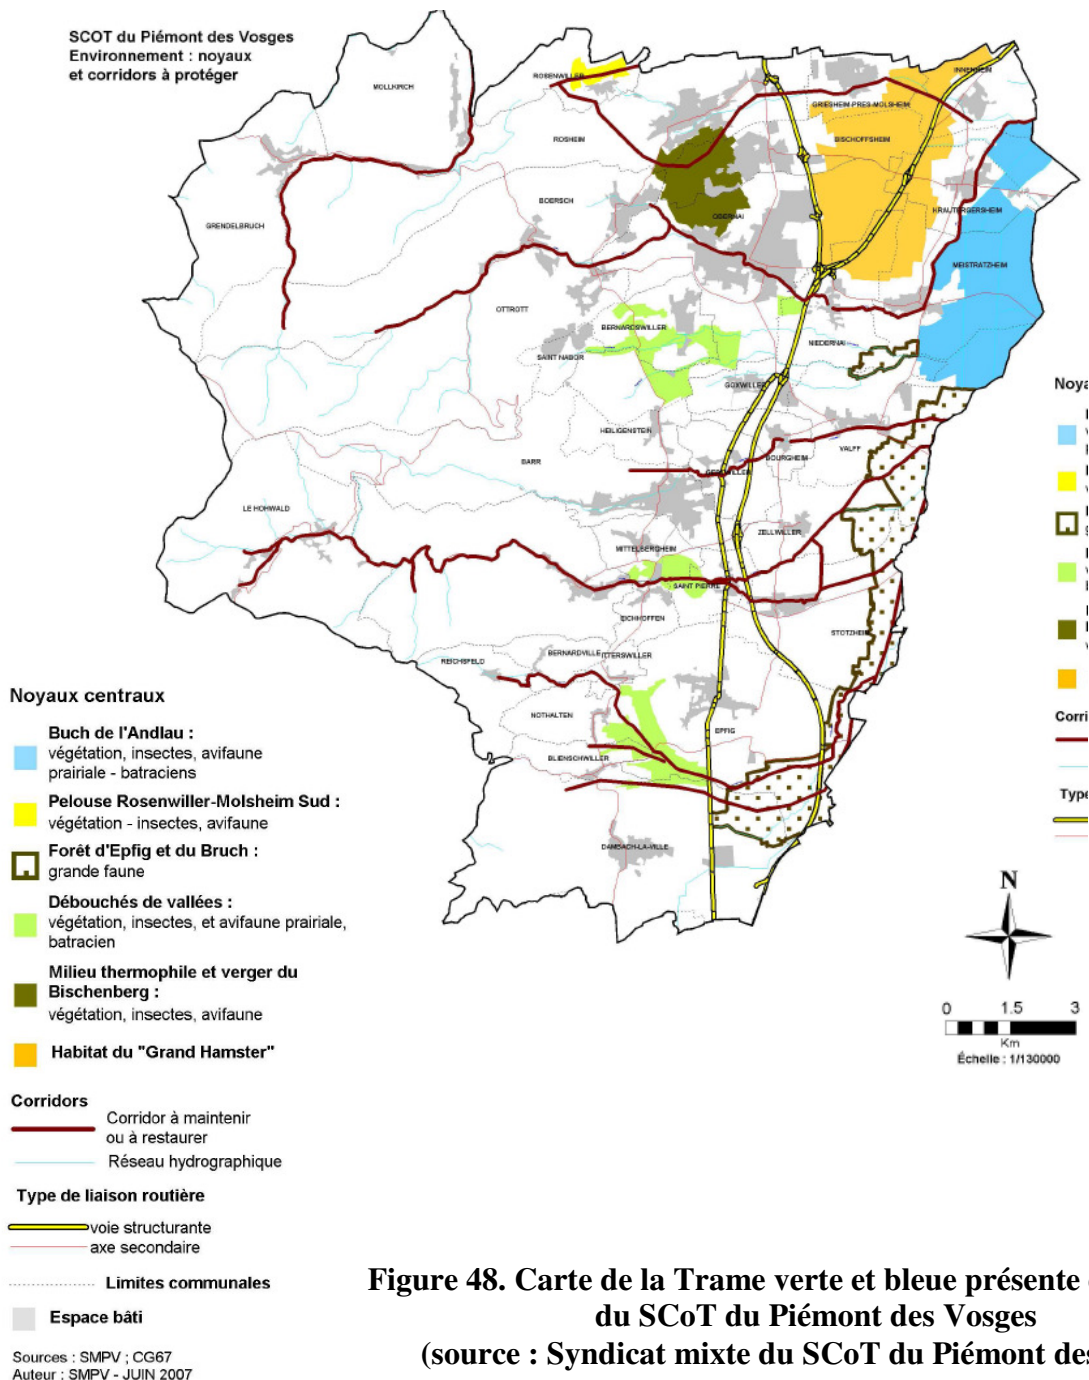 SCOT du Piémont des Vosges
Environnement : noyaux
et corridors à protéger
MOLLKIRCH
ROSENWILLER
INNENHEIM
GRIESHEIM-PRES-MOLSHEIM
ROSHEIM
BISCHOFFSHEIM
BOERSCH
OBERNAI
KRAUTERGERSHEIM
GRENDELBRUCH
MEISTRATZHEIM
OTTROTT
BERNARDSWILLER
NIEDERNAI
SAINT NABOR
GOXWILLER
HEILIGENSTEIN
VALFF
BARR
BOURGHEIM
GERTWILLER
LE HOHWALD
ZELLWILLER
MITTELBERGHEIM
SAINT PIERRE
EICHHOFFEN
STOTZHEIM
BERNARDVILLE
ITTERSWILLER
REICHSFELD
NOTHALTEN
EPFIG
BLIENSCHWILLER
DAMBACH-LA-VILLE
Noyaux centraux
Buch de l'Andlau :
végétation, insectes, avifaune
prairiale - batraciens
Pelouse Rosenwiller-Molsheim Sud :
végétation - insectes, avifaune
Forêt d'Epfig et du Bruch :
grande faune
Débouchés de vallées :
végétation, insectes, et avifaune prairiale,
batracien
Milieu thermophile et verger du
Bischenberg :
végétation, insectes, avifaune
Habitat du "Grand Hamster"
Corridors
Corridor à maintenir
ou à restaurer
Réseau hydrographique
Type de liaison routière
voie structurante
axe secondaire
Limites communales
Espace bâti
Sources : SMPV ; CG67
Auteur : SMPV - JUIN 2007
Noya
Corri
Type
N
0 1.5 3
Km
Échelle : 1/130000
Figure 48. Carte de la Trame verte et bleue présente
du SCoT du Piémont des Vosges
(source : Syndicat mixte du SCoT du Piémont des